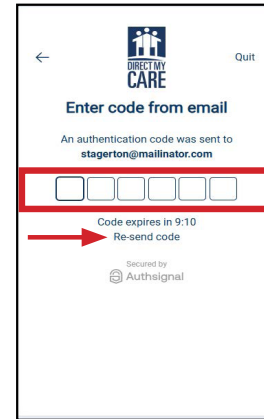 DIRECT MY
CARE
Quit
Enter code from email
An authentication code was sent to
stagerton@mailinator.com
Code expires in 9:10
Re-send code
Secured by
Authsignal